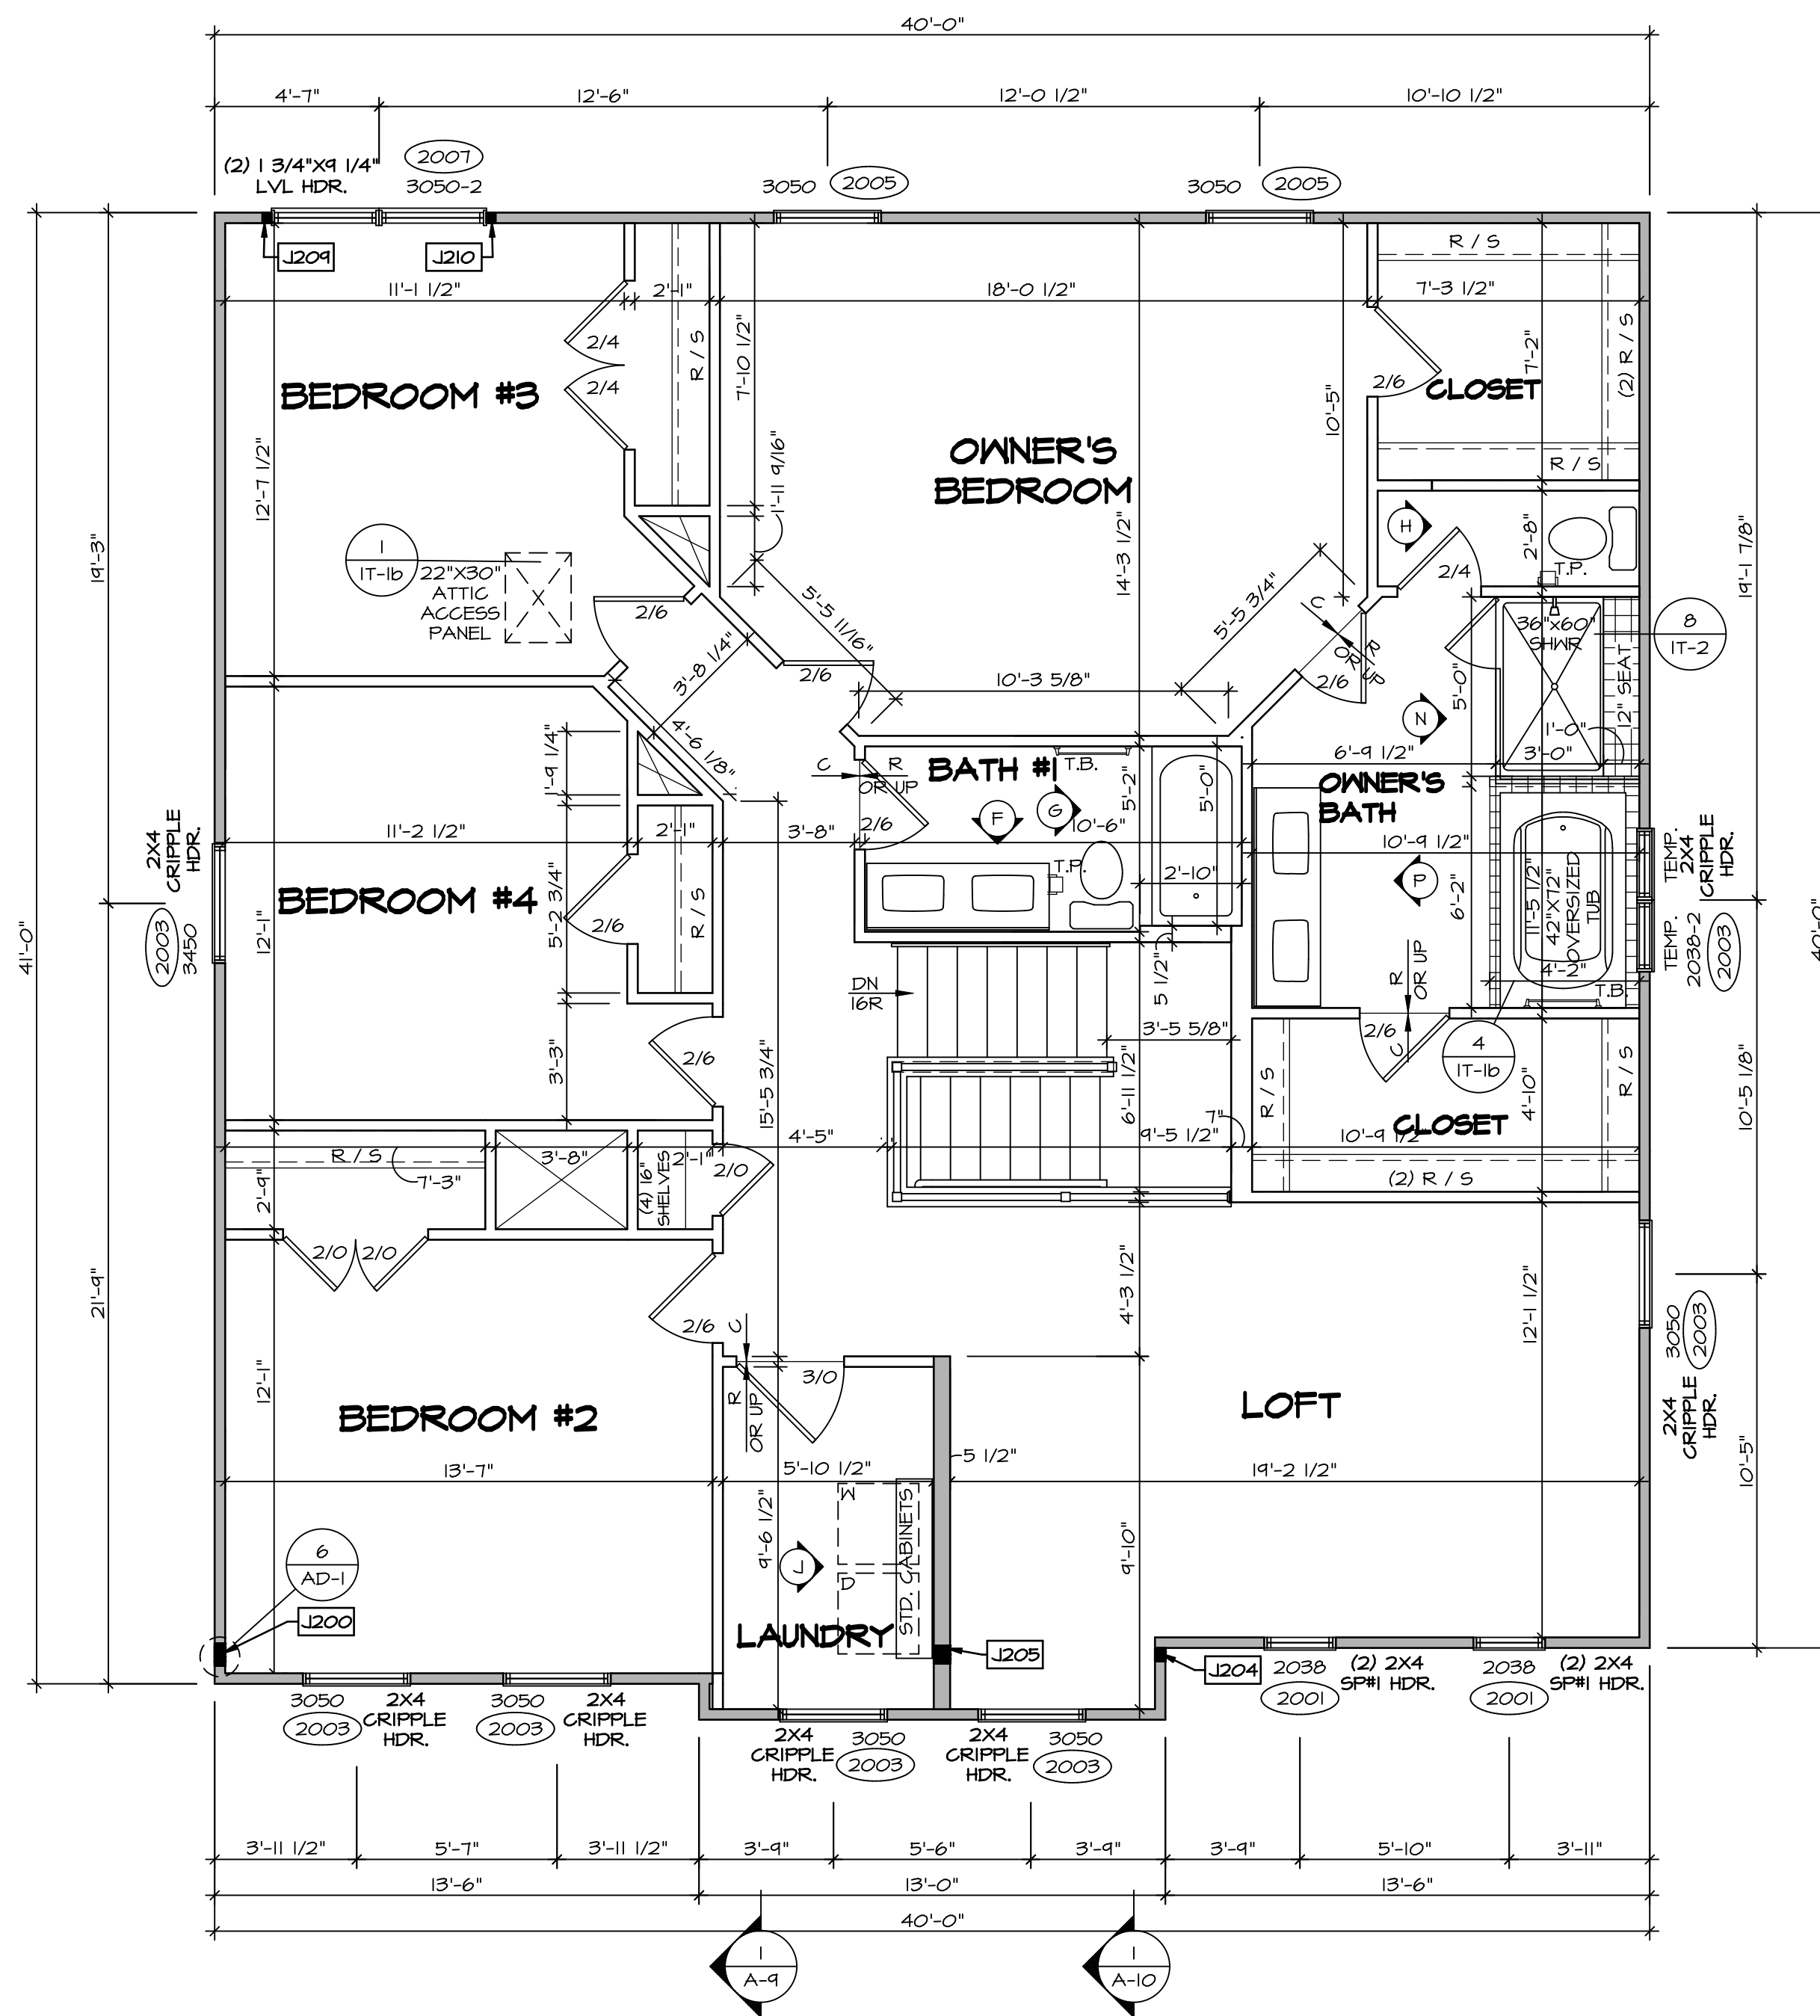 40'-0"
4'-7"
12'-6"
12'-0 1/2"
10'-10 1/2"
(2) 1 3/4"X9 1/4"
LVL HDR.
2007
3050-2
3050
2005
3050
2005
J209
J210
R / S
11'-1 1/2"
2'-1"
18'-0 1/2"
7'-3 1/2"
2/4
2/4
R / S
7'-10 1/2"
BEDROOM #3
OWNER'S
BEDROOM
10'-5"
2/6
CLOSET
7'-2"
(2) R / S
R / S
12'-7 1/2"
1'-11 9/16"
14'-3 1/2"
H
2'-8"
T.P.
2/4
19'-3"
19'-1 7/8"
1
1T-1b
22"X30"
ATTIC
ACCESS
PANEL
2/6
5'-5 11/16"
5'-5 3/4"
C
R
OR UP
2/6
36"x60"
SHWR
8
IT-2
12" SEAT
3'-8 1/4"
2/6
10'-3 5/8"
5'-0"
4'-6 1/8"
1'-9 1/4"
N
1'-0"
6'-9 1/2"
3'-0"
C
R
OR UP
BATH #1
T.B.
5'-2"
5'-0"
OWNER'S
BATH
F
G
2X4
CRIPPLE
HDR.
11'-2 1/2"
2'-1"
3'-8"
2/6
10'-6"
10'-9 1/2"
TEMP.
2X4
CRIPPLE
HDR.
T.P.
2'-10"
P
6'-2"
11'-5 1/2"
42"X72"
OVERSIZED
TUB
BEDROOM #4
5'-2 3/4"
2/6
R / S
12'-1"
2003
3450
41'-0"
TEMP.
2038-2
2003
40'-0"
4'-2"
T.B.
R
OR UP
DN
16R
5 1/2"
3'-5 5/8"
2/6
C
4
1T-1b
3'-3"
2/6
15'-5 3/4"
6'-11 1/2"
R / S
R / S
4'-10"
CLOSET
10'-5 1/8"
7"
4'-5"
9'-5 1/2"
10'-9 1/2"
R / S
7'-3"
3'-8"
(4) 16"
SHELVES
2'-1"
2/0
(2) R / S
2'-9"
2/0
2/0
21'-9"
2/6
C
R
OR UP
3/0
4'-3 1/2"
12'-1 1/2"
3050
2003
2X4
CRIPPLE
HDR.
12'-1"
BEDROOM #2
LOFT
13'-7"
5'-10 1/2"
5 1/2"
19'-2 1/2"
10'-5"
W
D
STD. CABINETS
9'-6 1/2"
L
9'-10"
6
AD-1
J200
LAUNDRY
J205
J204
3050
2003
2X4
CRIPPLE
HDR.
3050
2003
2X4
CRIPPLE
HDR.
2X4
CRIPPLE
HDR.
3050
2003
2X4
CRIPPLE
HDR.
3050
2003
2038
2001
(2) 2X4
SP#1 HDR.
2038
2001
(2) 2X4
SP#1 HDR.
3'-11 1/2"
5'-7"
3'-11 1/2"
3'-9"
5'-6"
3'-9"
3'-9"
5'-10"
3'-11"
13'-6"
13'-0"
13'-6"
40'-0"
1
A-9
1
A-10